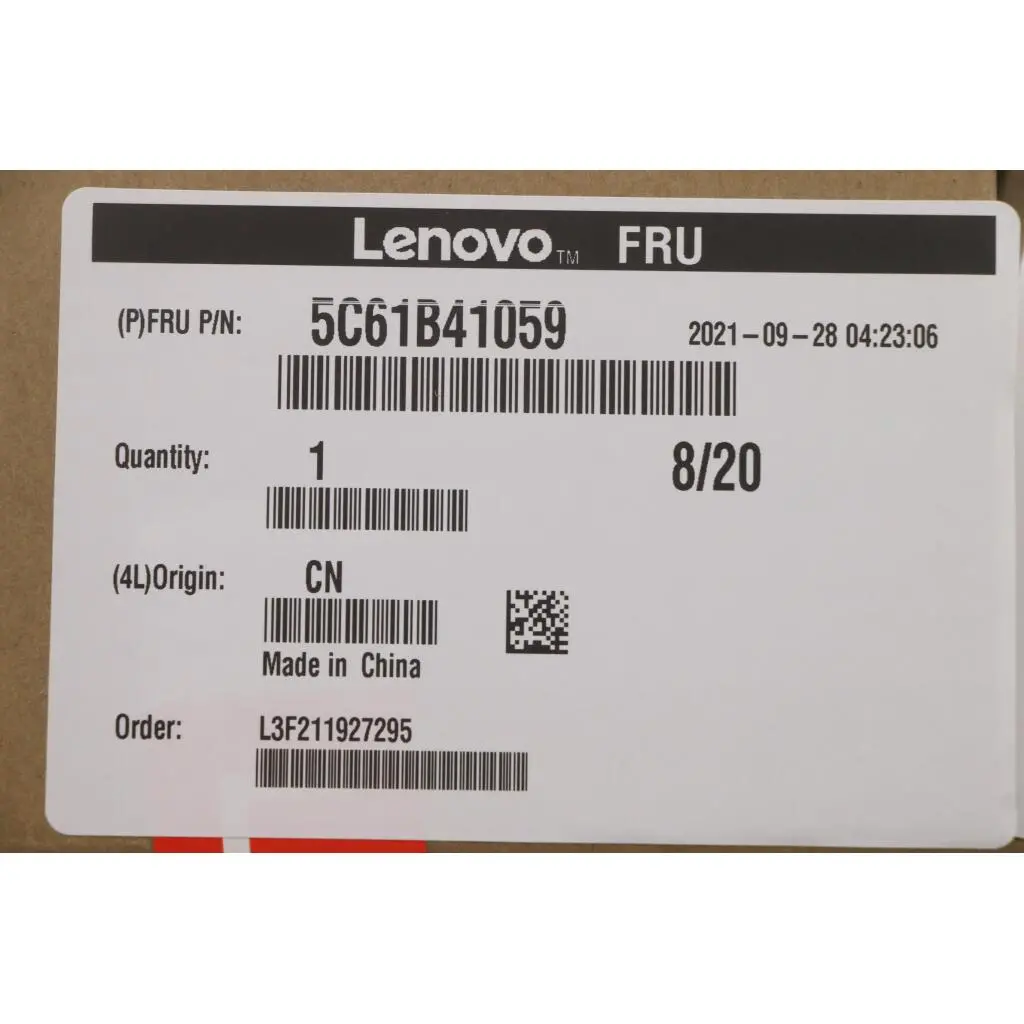 Lenovo™ FRU
(P)FRU P/N: 5C61B41059 2021-09-28 04:23:06
Quantity: 1 8/20
(4L)Origin: CN
Made in China
Order: L3F211927295